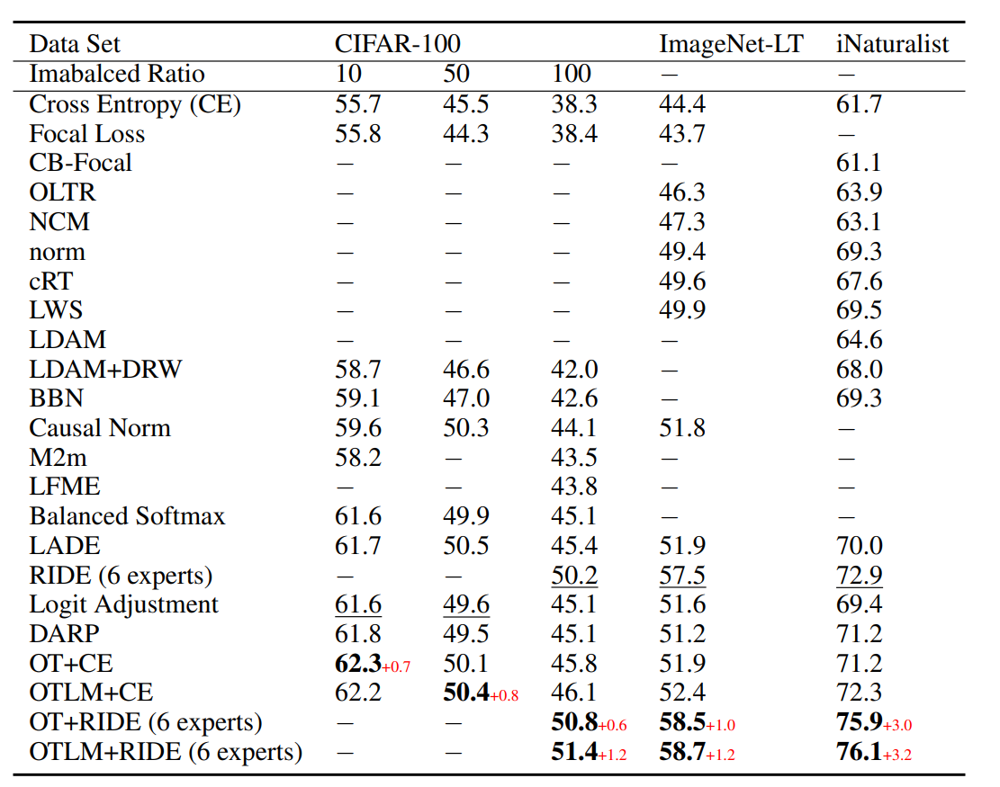 Data Set CIFAR-100 ImageNet-LT iNaturalist
Imabalced Ratio 10 50 100 – –
Cross Entropy (CE) 55.7 45.5 38.3 44.4 61.7
Focal Loss 55.8 44.3 38.4 43.7 –
CB-Focal – – – – 61.1
OLTR – – – 46.3 63.9
NCM – – – 47.3 63.1
norm – – – 49.4 69.3
cRT – – – 49.6 67.6
LWS – – – 49.9 69.5
LDAM – – – – 64.6
LDAM+DRW 58.7 46.6 42.0 – 68.0
BBN 59.1 47.0 42.6 – 69.3
Causal Norm 59.6 50.3 44.1 51.8 –
M2m 58.2 – 43.5 – –
LFME – – 43.8 – –
Balanced Softmax 61.6 49.9 45.1 – –
LADE 61.7 50.5 45.4 51.9 70.0
RIDE (6 experts) – – 50.2 57.5 72.9
Logit Adjustment 61.6 49.6 45.1 51.6 69.4
DARP 61.8 49.5 45.1 51.2 71.2
OT+CE 62.3+0.7 50.1 45.8 51.9 71.2
OTLM+CE 62.2 50.4+0.8 46.1 52.4 72.3
OT+RIDE (6 experts) – – 50.8+0.6 58.5+1.0 75.9+3.0
OTLM+RIDE (6 experts) – – 51.4+1.2 58.7+1.2 76.1+3.2